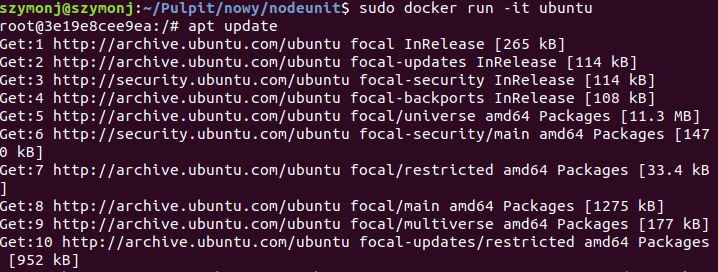 szymonj@szymonj:~/Pulpit/nowy/nodeunit$ sudo docker run -it ubuntu
root@3e19e8cee9ea:/# apt update
Get:1 http://archive.ubuntu.com/ubuntu focal InRelease [265 kB]
Get:2 http://archive.ubuntu.com/ubuntu focal-updates InRelease [114 kB]
Get:3 http://security.ubuntu.com/ubuntu focal-security InRelease [114 kB]
Get:4 http://archive.ubuntu.com/ubuntu focal-backports InRelease [108 kB]
Get:5 http://archive.ubuntu.com/ubuntu focal/universe amd64 Packages [11.3 MB]
Get:6 http://security.ubuntu.com/ubuntu focal-security/main amd64 Packages [147
0 kB]
Get:7 http://archive.ubuntu.com/ubuntu focal/restricted amd64 Packages [33.4 kB
]
Get:8 http://archive.ubuntu.com/ubuntu focal/main amd64 Packages [1275 kB]
Get:9 http://archive.ubuntu.com/ubuntu focal/multiverse amd64 Packages [177 kB]
Get:10 http://archive.ubuntu.com/ubuntu focal-updates/restricted amd64 Packages
 [952 kB]